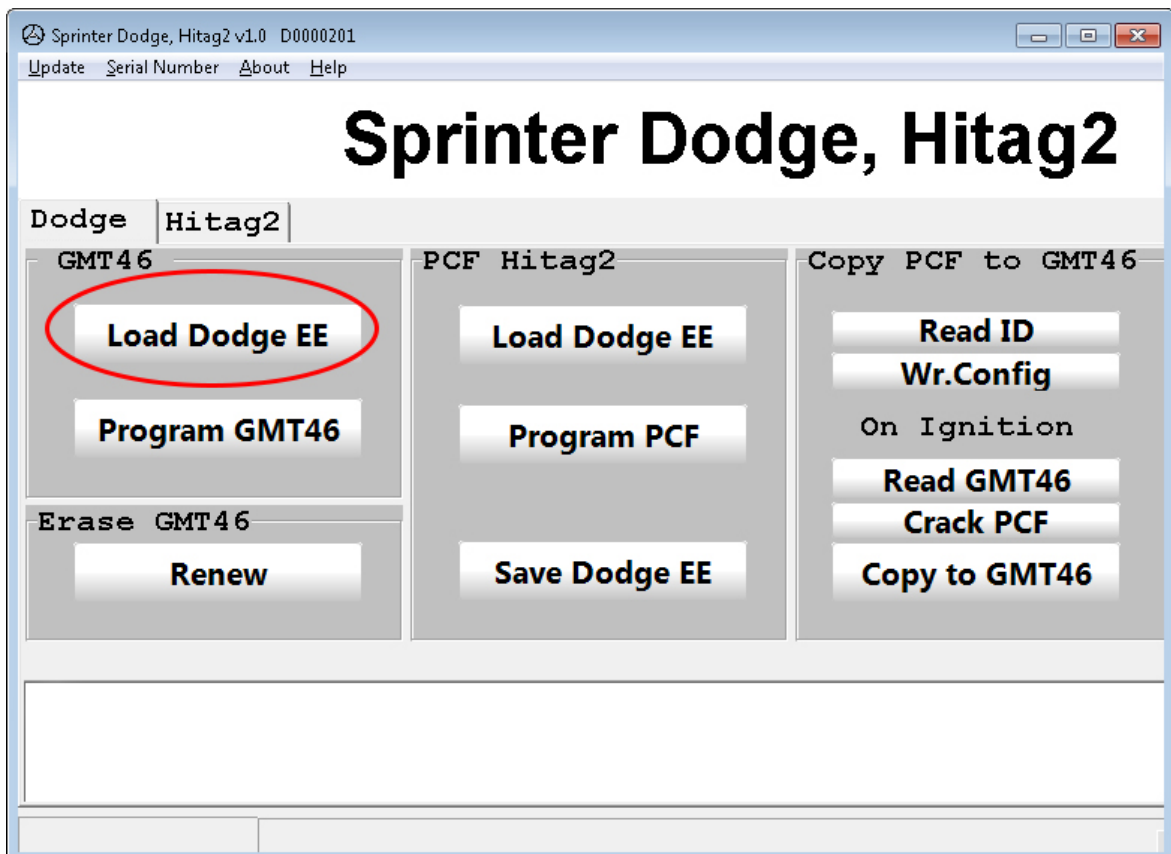 Sprinter Dodge, Hitag2 v1.0 D0000201
Update Serial Number About Help
Sprinter Dodge, Hitag2
Dodge Hitag2
GMT46
Load Dodge EE
Program GMT46
Erase GMT46
Renew
PCF Hitag2
Load Dodge EE
Program PCF
Save Dodge EE
Copy PCF to GMT46
Read ID
Wr.Config
On Ignition
Read GMT46
Crack PCF
Copy to GMT46